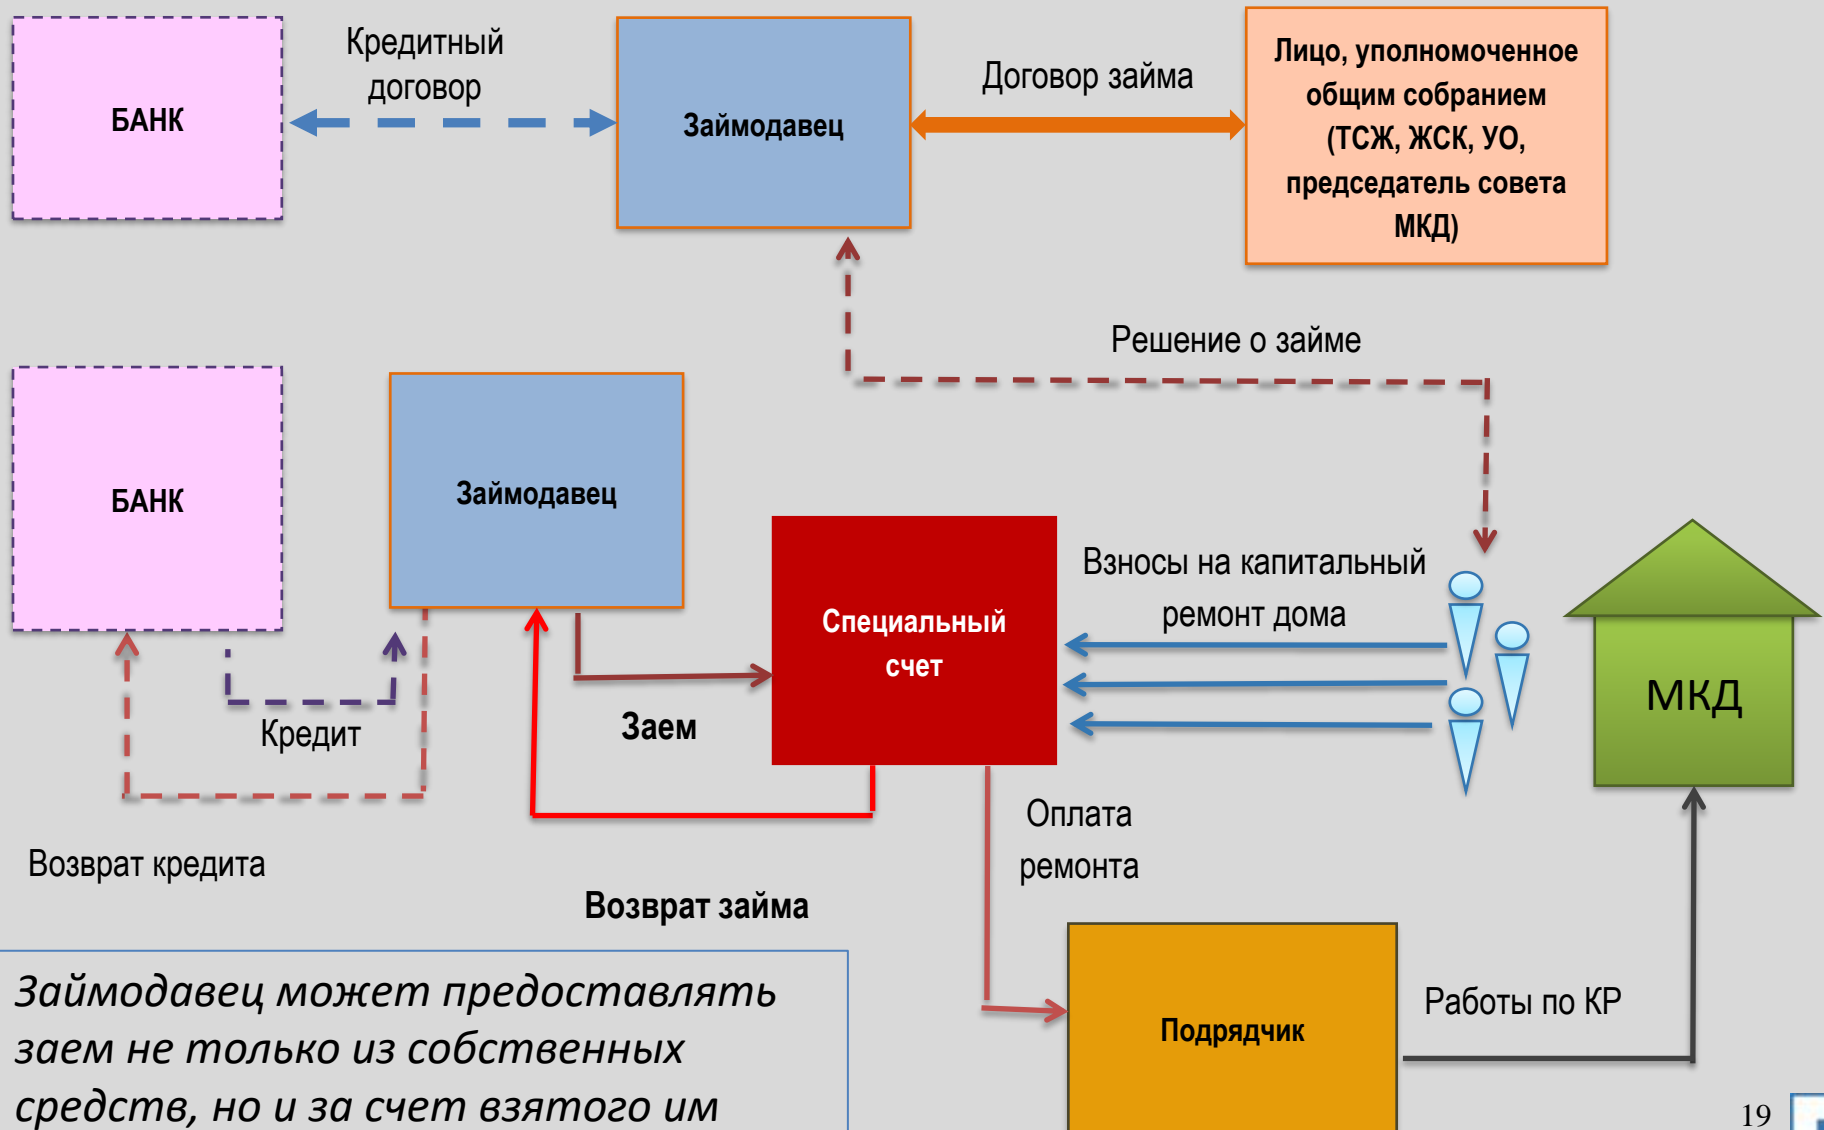 БАНК
Кредитный
договор
Займодавец
Договор займа
Лицо, уполномоченное
общим собранием
(ТСЖ, ЖСК, УО,
председатель совета
МКД)
Решение о займе
БАНК
Займодавец
Специальный
счет
Взносы на капитальный
ремонт дома
МКД
Кредит
Заем
Возврат кредита
Возврат займа
Оплата
ремонта
Подрядчик
Работы по КР
Займодавец может предоставлять
заем не только из собственных
средств, но и за счет взятого им
19